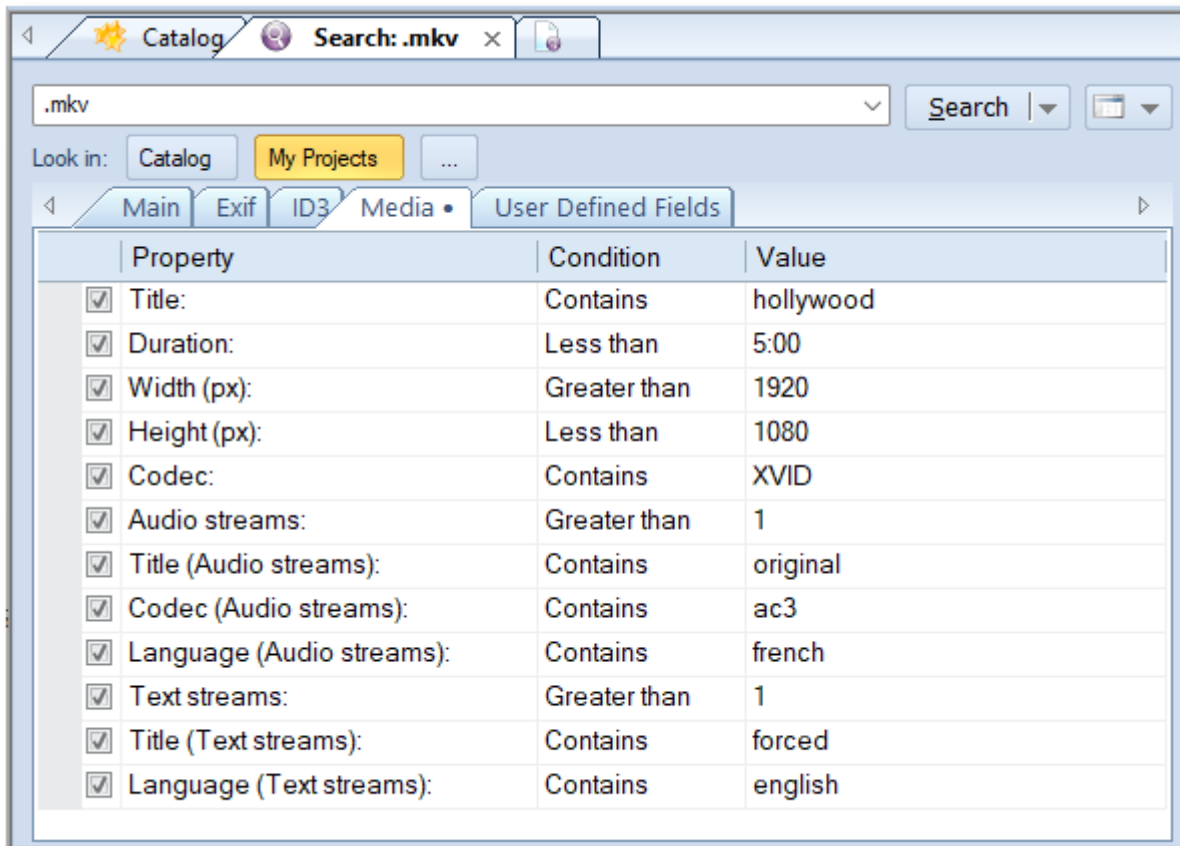 Catalog Search: .mkv
.mkv Search
Look in: Catalog My Projects ...
Main Exif ID3 Media • User Defined Fields
Property Condition Value
Title: Contains hollywood
Duration: Less than 5:00
Width (px): Greater than 1920
Height (px): Less than 1080
Codec: Contains XVID
Audio streams: Greater than 1
Title (Audio streams): Contains original
Codec (Audio streams): Contains ac3
Language (Audio streams): Contains french
Text streams: Greater than 1
Title (Text streams): Contains forced
Language (Text streams): Contains english